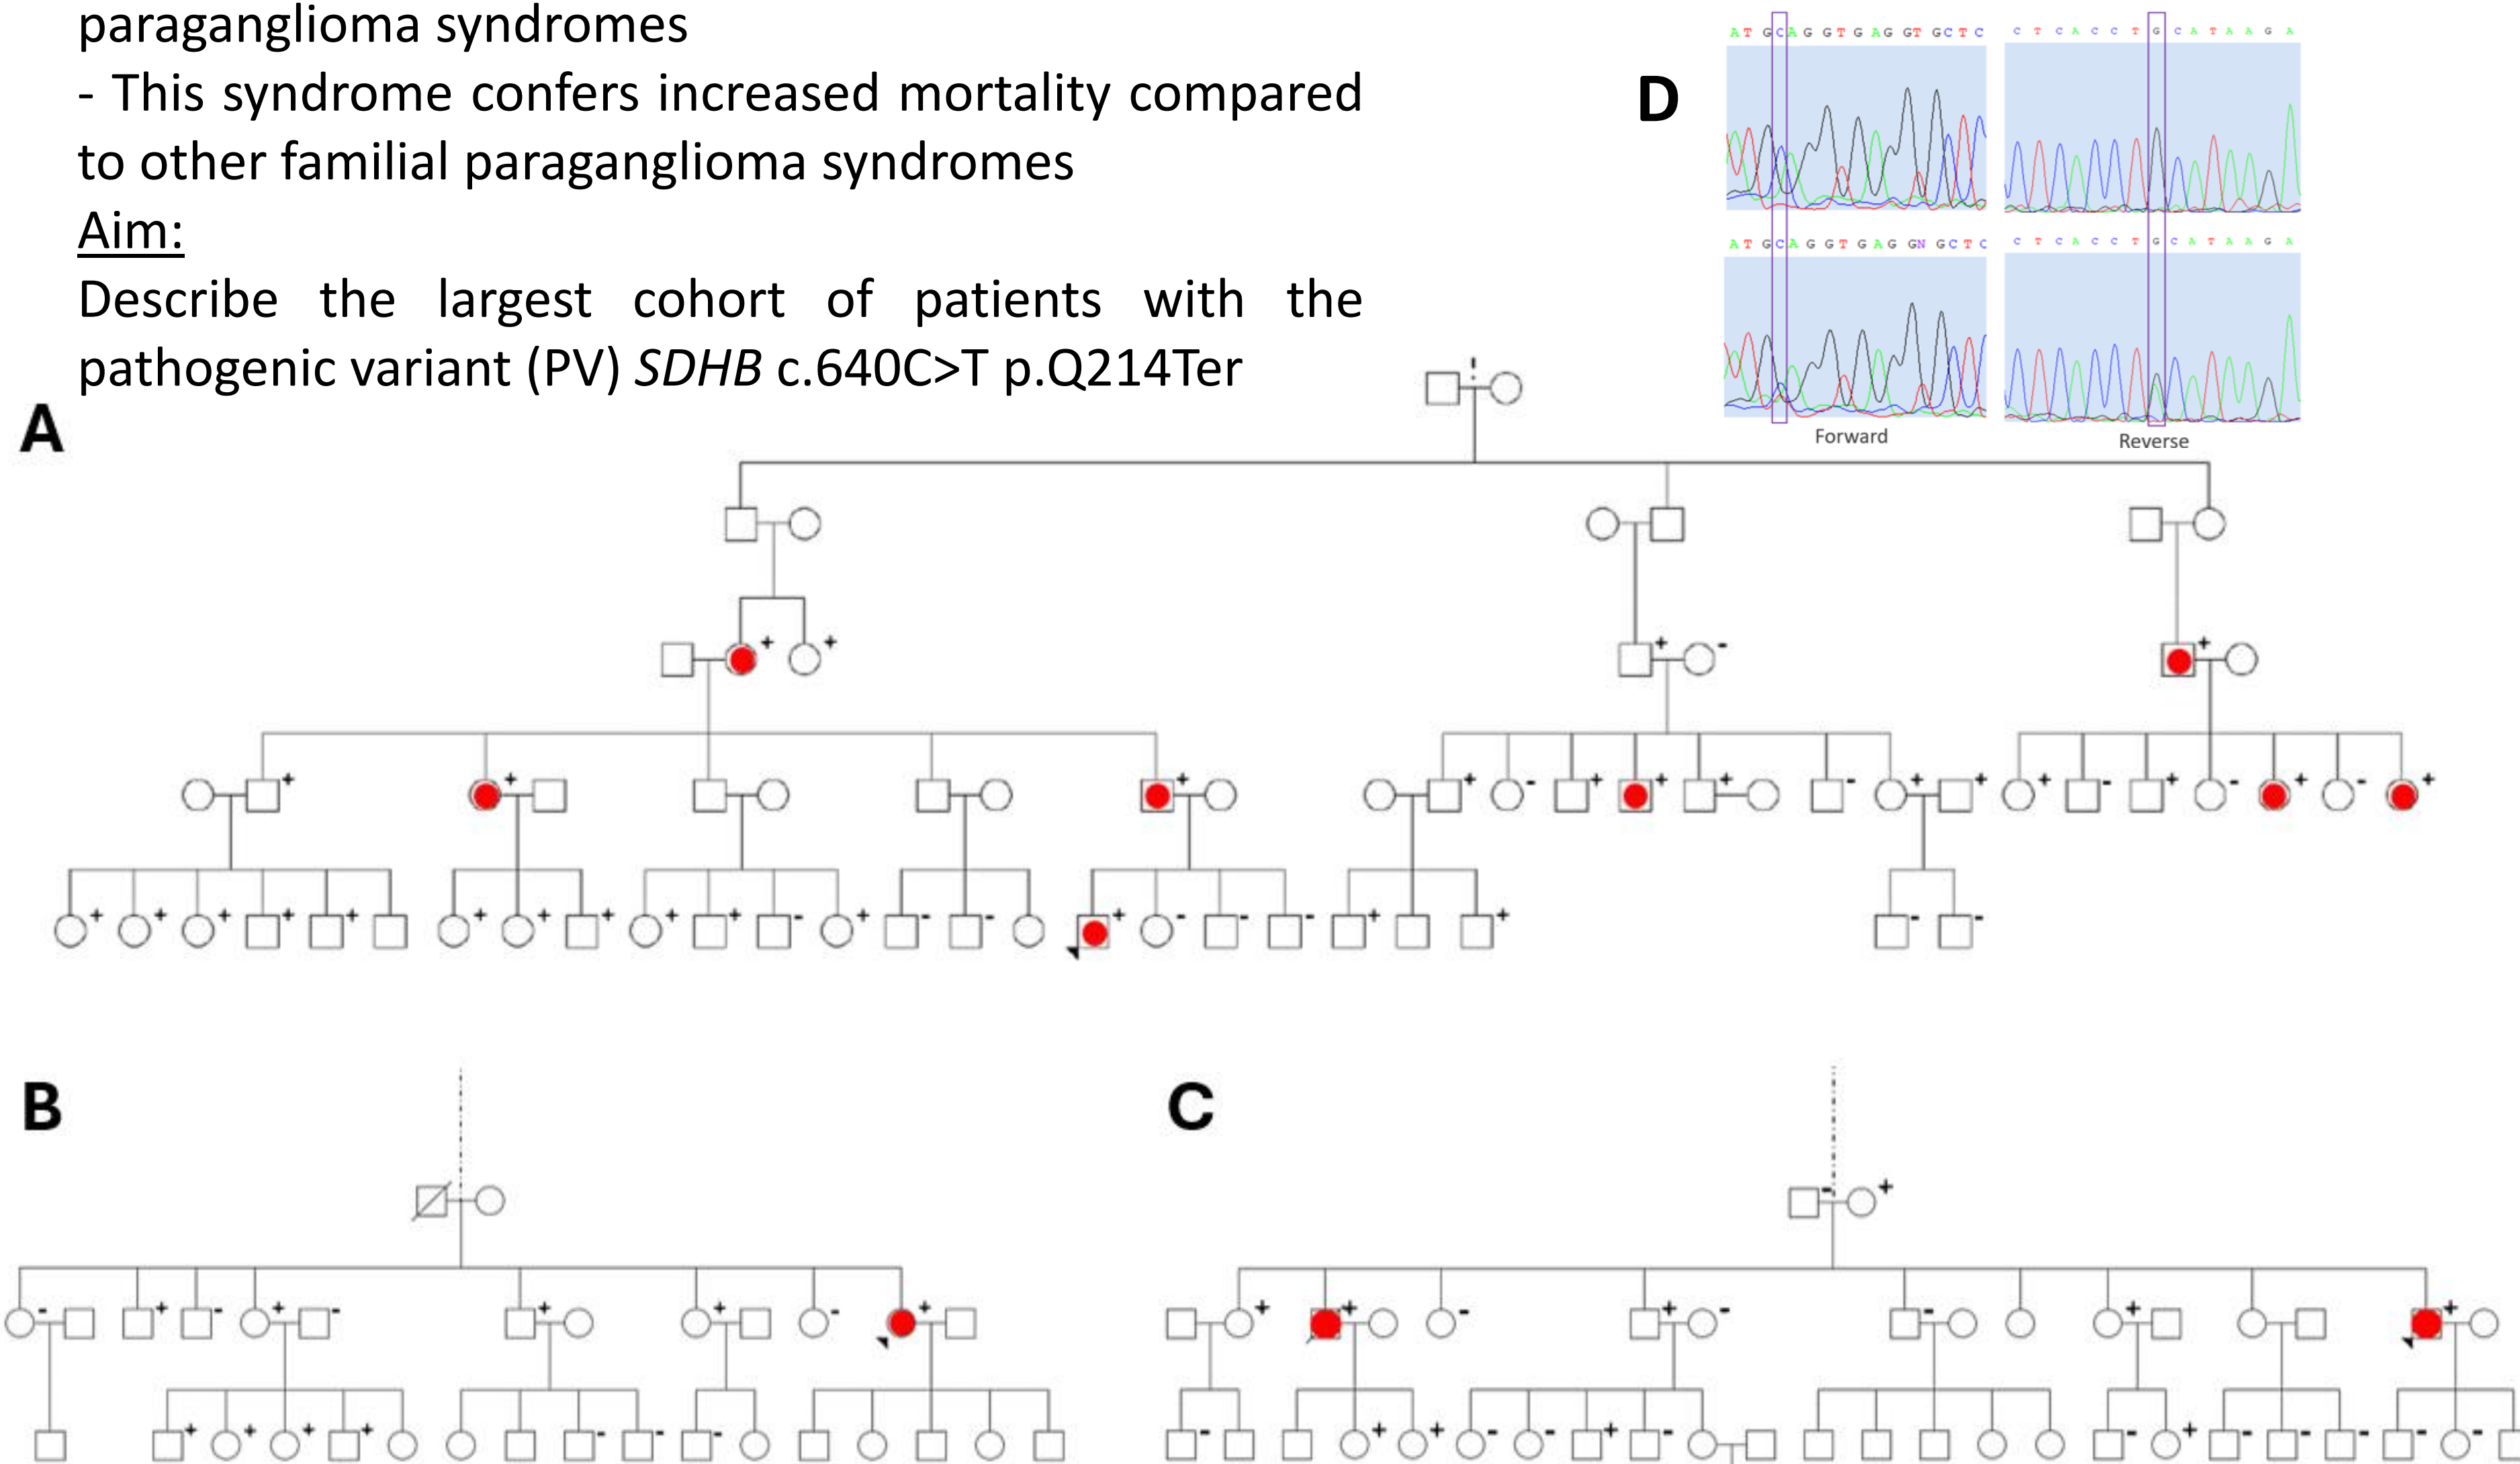 paraganglioma syndromes
- This syndrome confers increased mortality compared
to other familial paraganglioma syndromes
Aim:
Describe the largest cohort of patients with the
pathogenic variant (PV) SDHB c.640C>T p.Q214Ter
D
A T G C A G G T G A G G T G C T C
C T C A C C T G C A T A A G A
A T G C A G G T G A G G N G C T C
C T C A C C T G C A T A A G A
Forward
Reverse
A
B
C